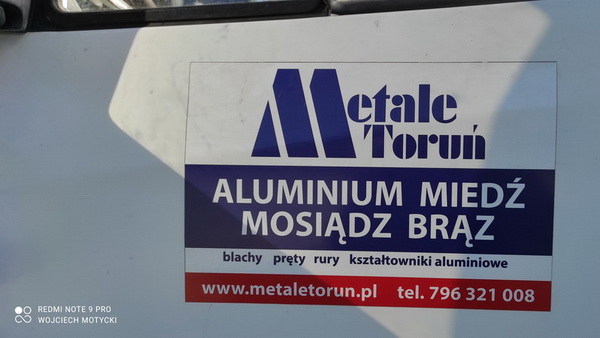 Metale
Toruń
ALUMINIUM MIEDŹ
MOSIĄDZ BRĄZ
blachy pręty rury kształtowniki aluminiowe
www.metaletorun.pl tel. 796 321 008
REDMI NOTE 9 PRO
WOJCIECH MOTYCKI